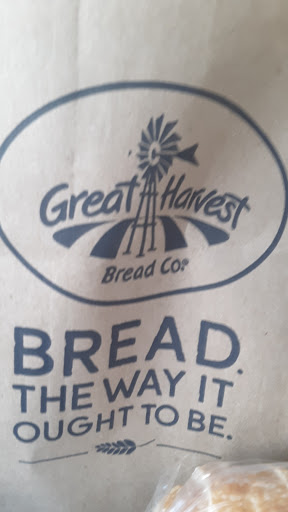 Great Harvest
Bread Co.
BREAD.
THE WAY IT
OUGHT TO BE.